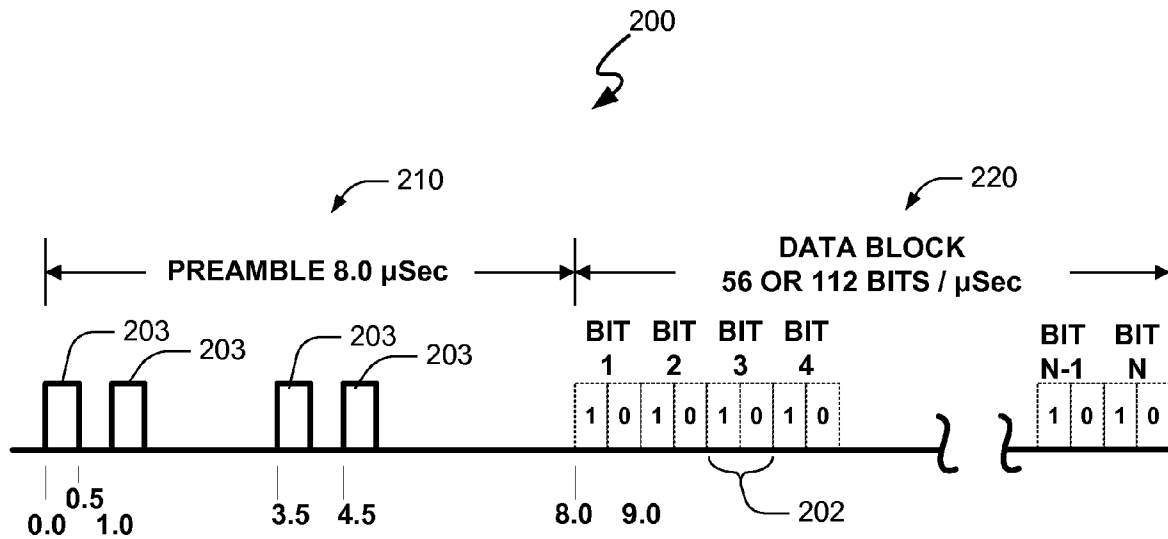 200
210
220
PREAMBLE 8.0 µSec
DATA BLOCK
56 OR 112 BITS / µSec
203
203
203
203
BIT 1
BIT 2
BIT 3
BIT 4
BIT N-1
BIT N
1 0 1 0 1 0 1 0
1 0 1 0
0.0
0.5
1.0
3.5
4.5
8.0
9.0
202